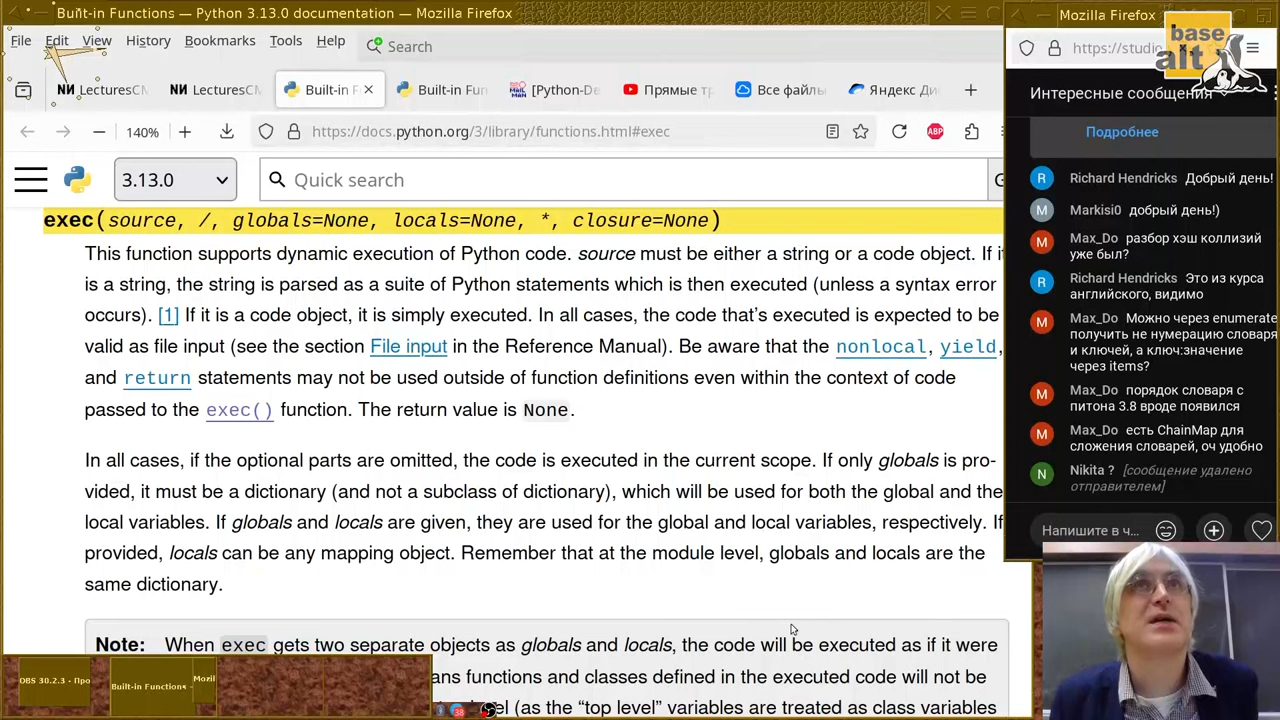 Built-in Functions — Python 3.13.0 documentation — Mozilla Firefox
File Edit View History Bookmarks Tools Help
Search
LecturesCM
LecturesCM
Built-in F
Built-in Fun
[Python-De
Прямые тр
Все файлы
Яндекс Ди
140%
https://docs.python.org/3/library/functions.html#exec
ABP
3.13.0
Quick search
G
exec(source, /, globals=None, locals=None, *, closure=None)
This function supports dynamic execution of Python code. source must be either a string or a code object. If it
is a string, the string is parsed as a suite of Python statements which is then executed (unless a syntax error
occurs). [1] If it is a code object, it is simply executed. In all cases, the code that’s executed is expected to be
valid as file input (see the section File input in the Reference Manual). Be aware that the nonlocal, yield,
and return statements may not be used outside of function definitions even within the context of code
passed to the exec() function. The return value is None.
In all cases, if the optional parts are omitted, the code is executed in the current scope. If only globals is pro-
vided, it must be a dictionary (and not a subclass of dictionary), which will be used for both the global and the
local variables. If globals and locals are given, they are used for the global and local variables, respectively. If
provided, locals can be any mapping object. Remember that at the module level, globals and locals are the
same dictionary.
Note: When exec gets two separate objects as globals and locals, the code will be executed as if it were
ans functions and classes defined in the executed code will not be
el (as the “top level” variables are treated as class variables
DBS 30.2.3 - Про
Built-in Functions -
Mozil
38
Mozilla Firefox
base
alt
https://studio.
Интересные сообщения
Подробнее
Richard Hendricks Добрый день!
Markisi0 добрый день!)
Max_Do разбор хэш коллизий
уже был?
Richard Hendricks Это из курса
английского, видимо
Max_Do Можно через enumerate
получить не нумерацию словаря
и ключей, а ключ:значение
через items?
Max_Do порядок словаря с
питона 3.8 вроде появился
Max_Do есть ChainMap для
сложения словарей, оч удобно
Nikita ? [сообщение удалено
отправителем]
Напишите в ч...